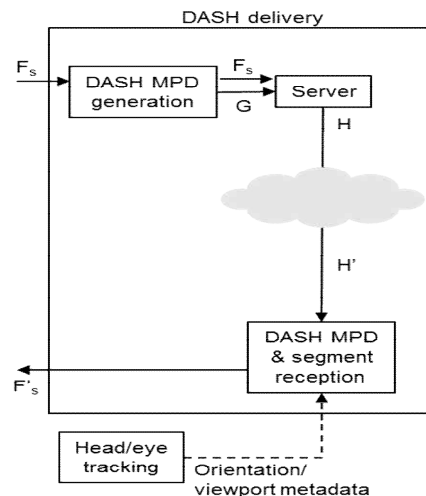 DASH delivery
Fs
DASH MPD
generation
Fs
G
Server
H
H'
DASH MPD
& segment
reception
F's
Head/eye
tracking
Orientation/
viewport metadata